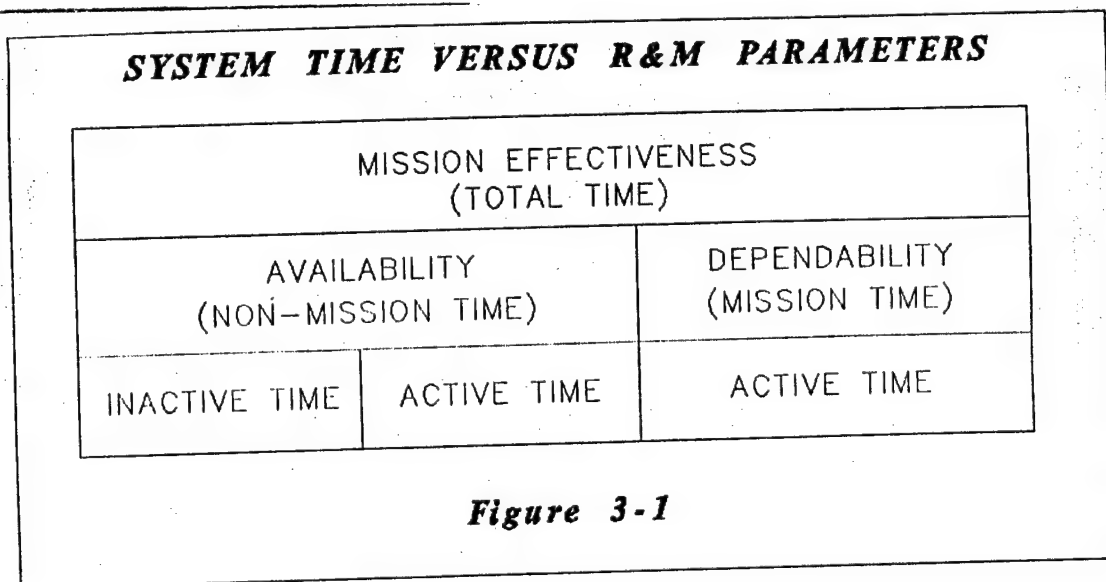 SYSTEM TIME VERSUS R&M PARAMETERS
MISSION EFFECTIVENESS
(TOTAL TIME)
AVAILABILITY
(NON-MISSION TIME)
DEPENDABILITY
(MISSION TIME)
INACTIVE TIME
ACTIVE TIME
ACTIVE TIME
Figure 3-1